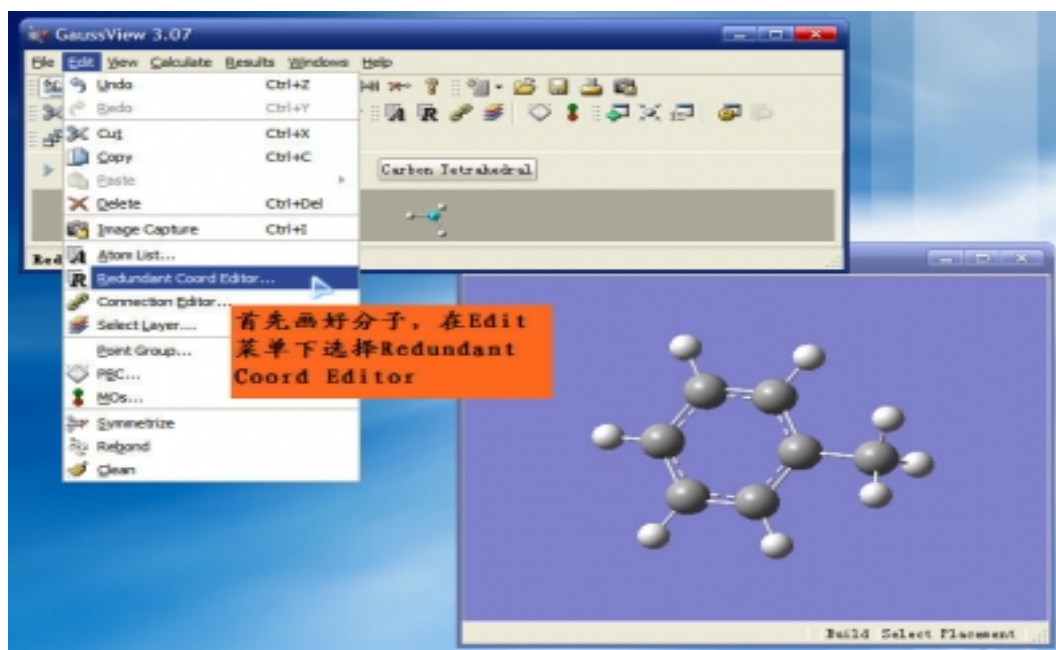 GaussView 3.07
File Edit View Calculate Results Windows Help
Undo Ctrl+Z
Redo Ctrl+Y
Cut Ctrl+X
Copy Ctrl+C
Paste
Delete Ctrl+Del
Image Capture Ctrl+I
Atom List...
Redundant Coord Editor...
Connection Editor...
Select Layer....
Point Group...
PBC...
MOs...
Symmetrize
Rebond
Clean
Carbon Tetrahedral
Red
首先画好分子，在Edit
菜单下选择Redundant
Coord Editor
Build Select Placement